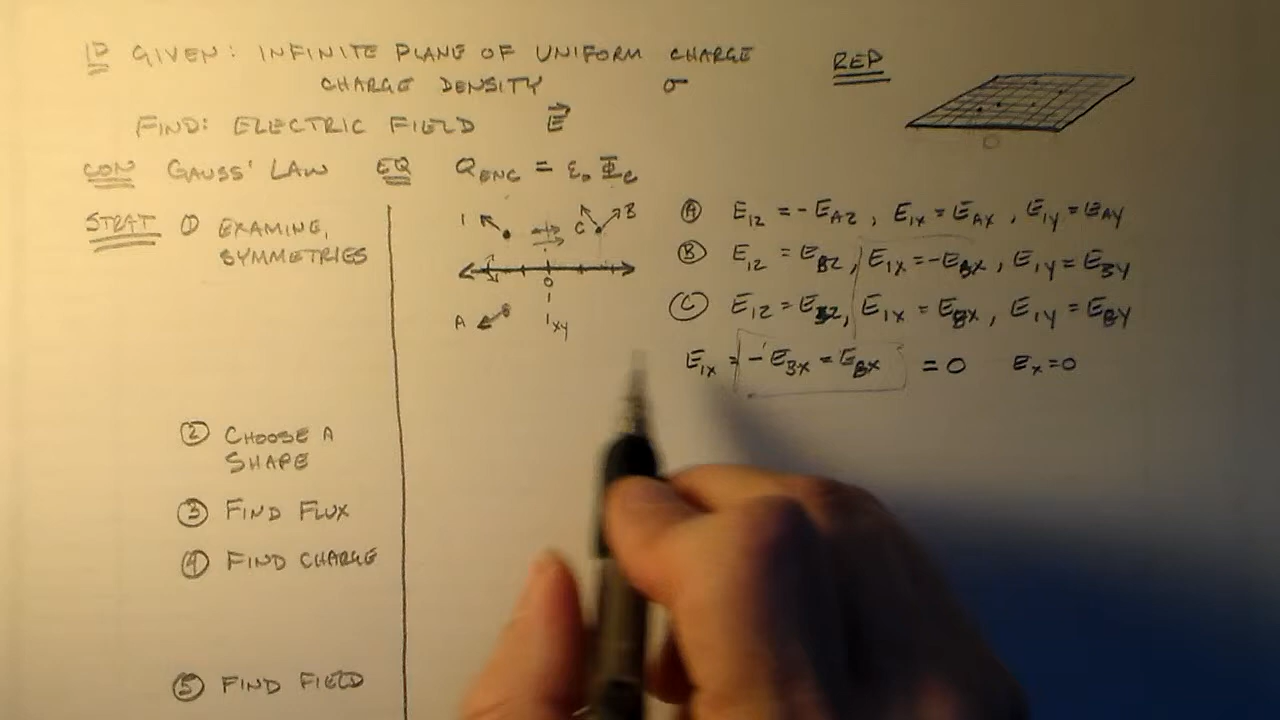 ID GIVEN: INFINITE PLANE OF UNIFORM CHARGE
CHARGE DENSITY σ
FIND: ELECTRIC FIELD E⃗
REP
CON GAUSS' LAW EQ Q_ENC = ε₀ Φ_C
STRAT ① EXAMINE,
SYMMETRIES
1 C B
0
A 1 xy
Ⓐ E_1Z = -E_AZ, E_1X = E_AX, E_1Y = E_AY
Ⓑ E_1Z = E_BZ, E_1X = -E_BX, E_1Y = E_BY
Ⓒ E_1Z = E_BZ, E_1X = E_BX, E_1Y = E_BY
E_1X = -E_BX = E_BX = 0 E_X=0
② CHOOSE A
SHAPE
③ FIND FLUX
④ FIND CHARGE
⑤ FIND FIELD